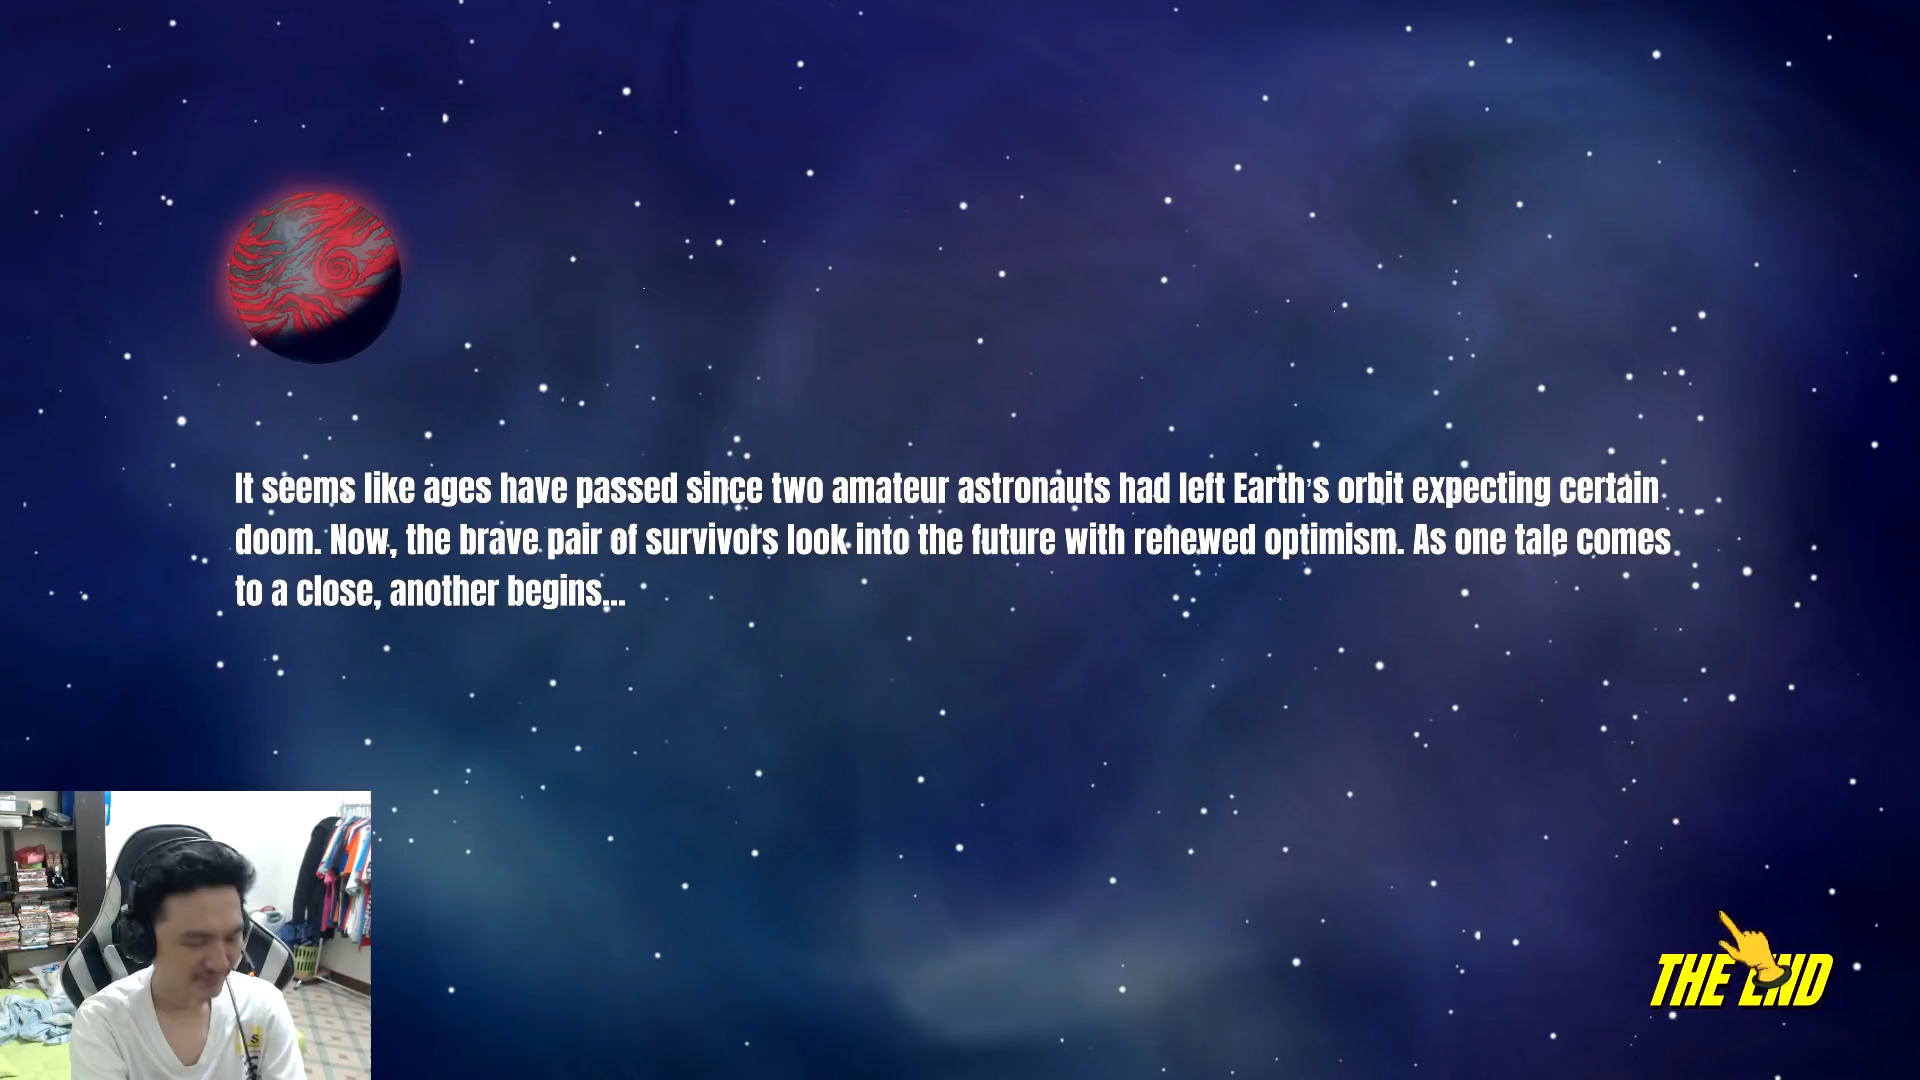 It seems like ages have passed since two amateur astronauts had left Earth's orbit expecting certain
doom. Now, the brave pair of survivors look into the future with renewed optimism. As one tale comes
to a close, another begins...
THE END